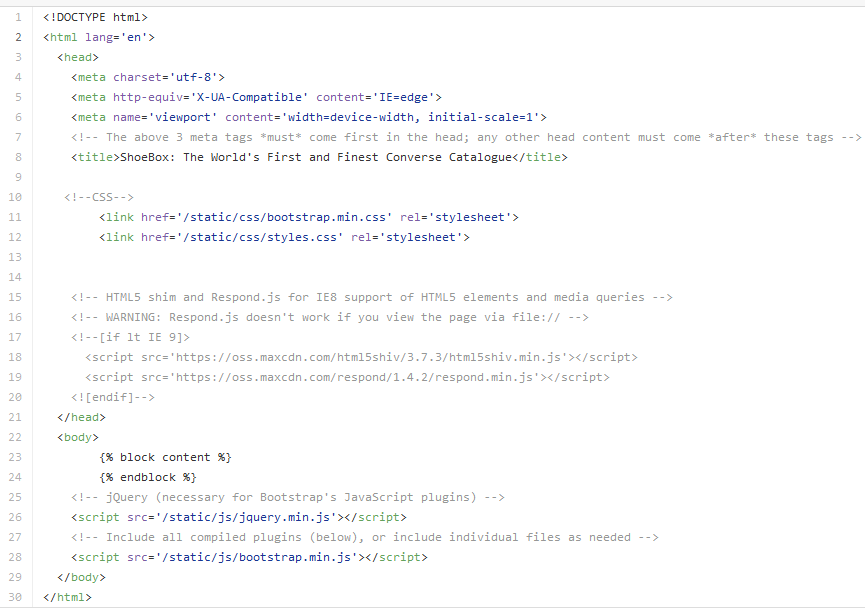 1 <!DOCTYPE html>
2 <html lang='en'>
3 <head>
4 <meta charset='utf-8'>
5 <meta http-equiv='X-UA-Compatible' content='IE=edge'>
6 <meta name='viewport' content='width=device-width, initial-scale=1'>
7 <!-- The above 3 meta tags *must* come first in the head; any other head content must come *after* these tags -->
8 <title>ShoeBox: The World's First and Finest Converse Catalogue</title>
9
10 <!--CSS-->
11 <link href='/static/css/bootstrap.min.css' rel='stylesheet'>
12 <link href='/static/css/styles.css' rel='stylesheet'>
13
14
15 <!-- HTML5 shim and Respond.js for IE8 support of HTML5 elements and media queries -->
16 <!-- WARNING: Respond.js doesn't work if you view the page via file:// -->
17 <!--[if lt IE 9]>
18 <script src='https://oss.maxcdn.com/html5shiv/3.7.3/html5shiv.min.js'></script>
19 <script src='https://oss.maxcdn.com/respond/1.4.2/respond.min.js'></script>
20 <![endif]-->
21 </head>
22 <body>
23 {% block content %}
24 {% endblock %}
25 <!-- jQuery (necessary for Bootstrap's JavaScript plugins) -->
26 <script src='/static/js/jquery.min.js'></script>
27 <!-- Include all compiled plugins (below), or include individual files as needed -->
28 <script src='/static/js/bootstrap.min.js'></script>
29 </body>
30 </html>